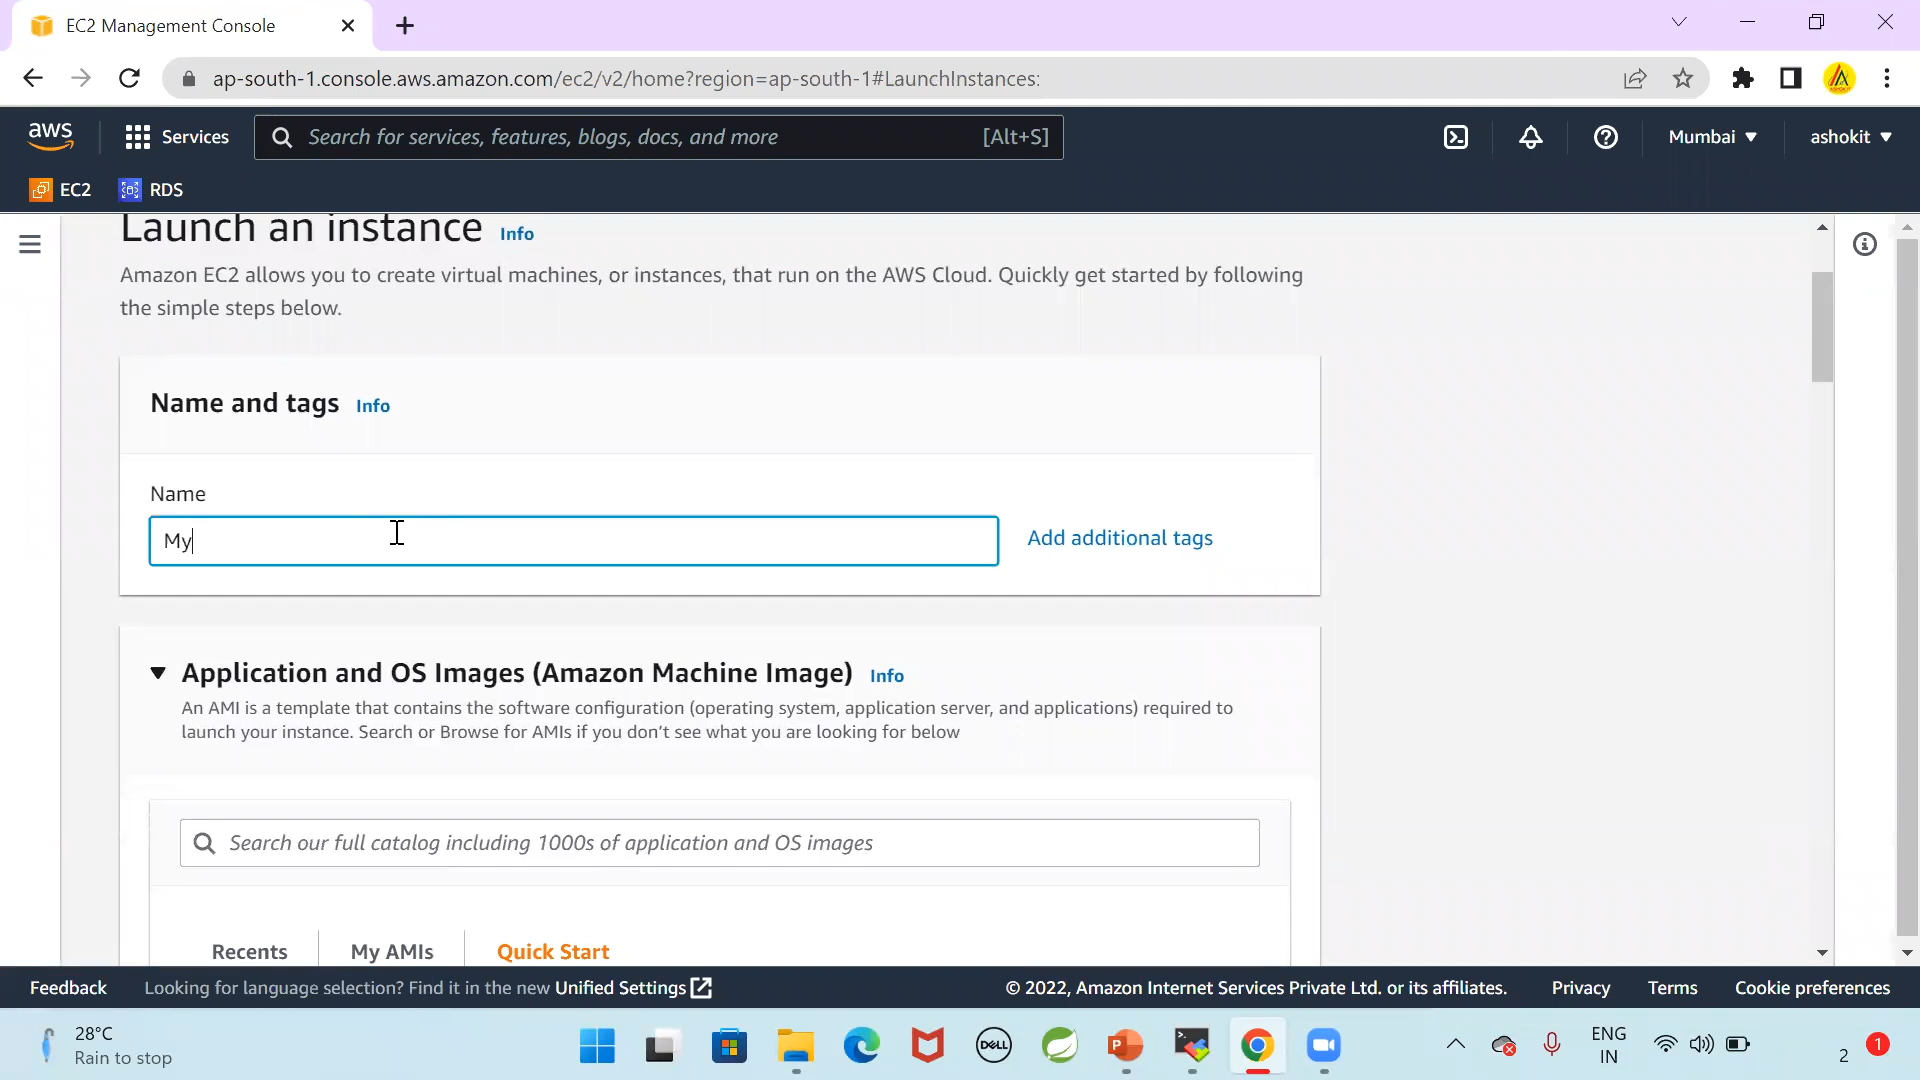 EC2 Management Console
ap-south-1.console.aws.amazon.com/ec2/v2/home?region=ap-south-1#LaunchInstances:
aws
Services
Search for services, features, blogs, docs, and more
[Alt+S]
Mumbai
ashokit
EC2
RDS
Launch an instance Info
Amazon EC2 allows you to create virtual machines, or instances, that run on the AWS Cloud. Quickly get started by following
the simple steps below.
Name and tags Info
Name
My
Add additional tags
Application and OS Images (Amazon Machine Image) Info
An AMI is a template that contains the software configuration (operating system, application server, and applications) required to
launch your instance. Search or Browse for AMIs if you don't see what you are looking for below
Search our full catalog including 1000s of application and OS images
Recents
My AMIs
Quick Start
Feedback
Looking for language selection? Find it in the new Unified Settings
© 2022, Amazon Internet Services Private Ltd. or its affiliates.
Privacy
Terms
Cookie preferences
28°C
Rain to stop
DELL
P
ENG
IN
2
1